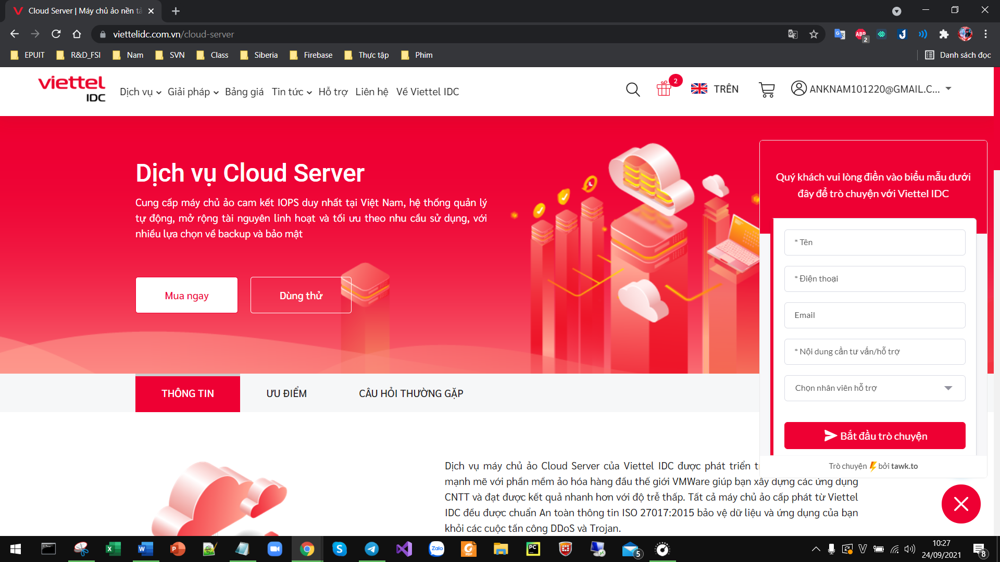 Cloud Server | Máy chủ ảo nền tả
viettelidc.com.vn/cloud-server
ABP
2
EPUIT
R&D_FSI
Nam
SVN
Class
Siberia
Firebase
Thực tập
Phim
Danh sách đọc
viettel
IDC
Dịch vụ
Giải pháp
Bảng giá
Tin tức
Hỗ trợ
Liên hệ
Về Viettel IDC
2
TRÊN
ANKNAM101220@GMAIL.C...
Dịch vụ Cloud Server
Cung cấp máy chủ ảo cam kết IOPS duy nhất tại Việt Nam, hệ thống quản lý
tự động, mở rộng tài nguyên linh hoạt và tối ưu theo nhu cầu sử dụng, với
nhiều lựa chọn về backup và bảo mật
Mua ngay
Dùng thử
Quý khách vui lòng điền vào biểu mẫu dưới
đây để trò chuyện với Viettel IDC
* Tên
* Điện thoại
Email
* Nội dung cần tư vấn/hỗ trợ
Chọn nhân viên hỗ trợ
Bắt đầu trò chuyện
Trò chuyện bởi tawk.to
THÔNG TIN
ƯU ĐIỂM
CÂU HỎI THƯỜNG GẶP
Dịch vụ máy chủ ảo Cloud Server của Viettel IDC được phát triển
mạnh mẽ với phần mềm ảo hóa hàng đầu thế giới VMWare giúp bạn xây dựng các ứng dụng
CNTT và đạt được kết quả nhanh hơn với độ trễ thấp. Tất cả máy chủ ảo cấp phát từ Viettel
IDC đều được chuẩn An toàn thông tin ISO 27017:2015 bảo vệ dữ liệu và ứng dụng của bạn
khỏi các cuộc tấn công DDoS và Trojan.
Zalo
PDF
PC
5
10:27
24/09/2021
8